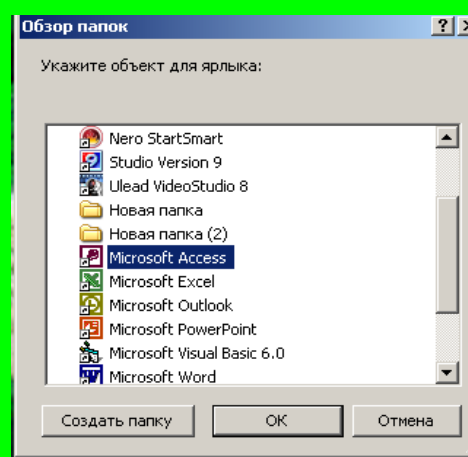 Обзор папок
Укажите объект для ярлыка:
Nero StartSmart
Studio Version 9
Ulead VideoStudio 8
Новая папка
Новая папка (2)
Microsoft Access
Microsoft Excel
Microsoft Outlook
Microsoft PowerPoint
Microsoft Visual Basic 6.0
Microsoft Word
Создать папку ОК Отмена